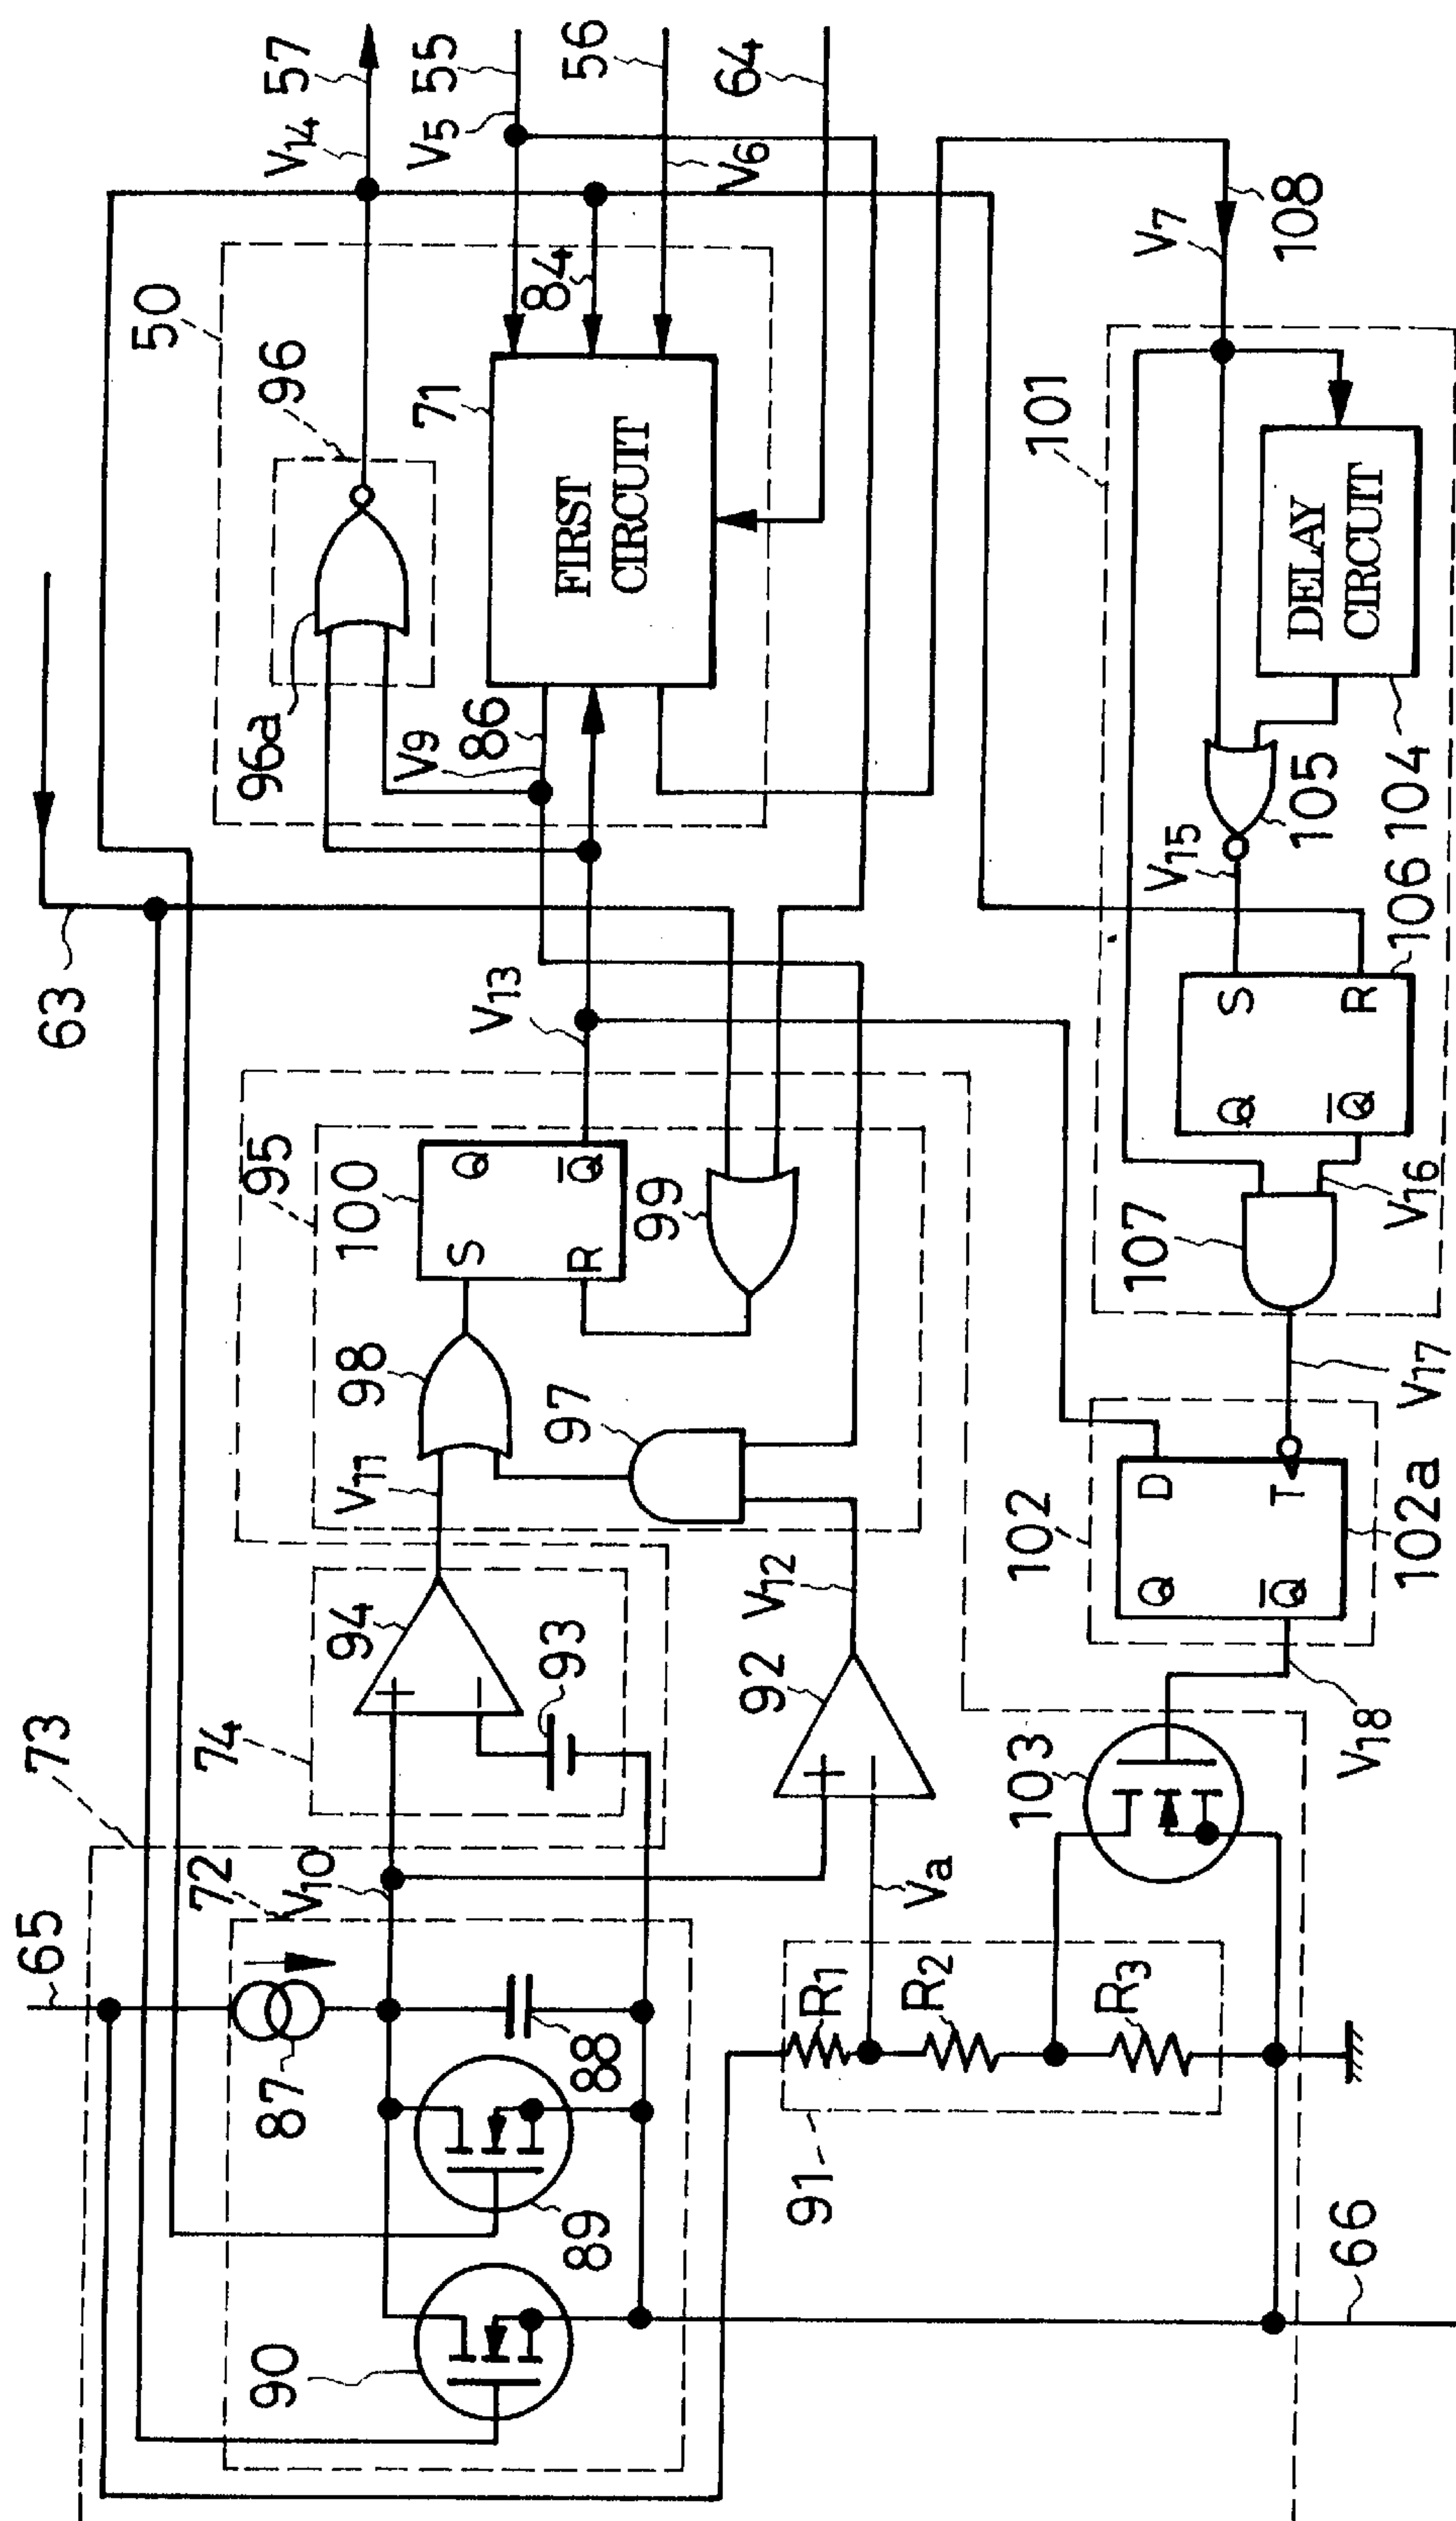 57
V14
55
V5
56
V6
64
50
84
96
71
FIRST
CIRCUIT
96a
V9
86
63
V7
108
101
DELAY
CIRCUIT
V15
105
104
106
S
R
Q
Q̅
V16
107
V17
V13
95
100
Q
Q̅
S
R
99
98
97
V11
V12
102
D
T
Q
Q̅
102a
V18
103
73
74
94
+
−
93
92
+
−
65
72
V10
Va
87
88
89
90
R1
R2
R3
91
66